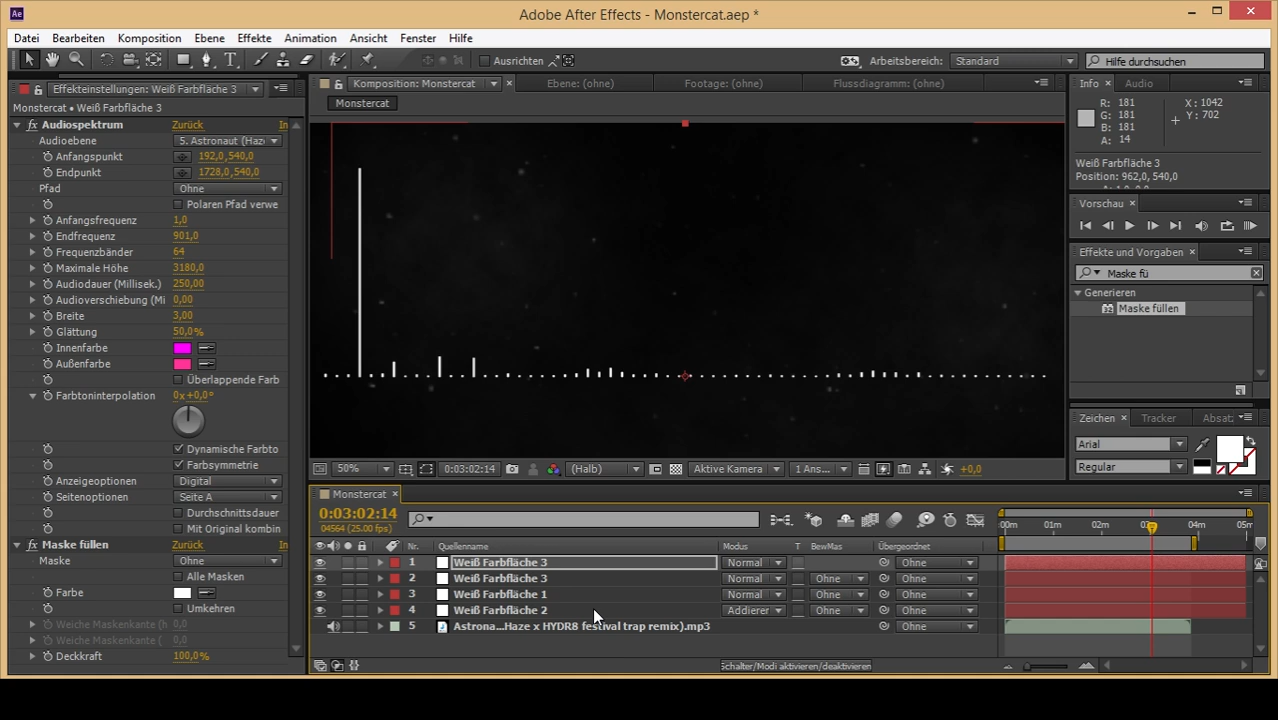 Ae Adobe After Effects - Monstercat.aep *
Datei Bearbeiten Komposition Ebene Effekte Animation Ansicht Fenster Hilfe
Ausrichten Arbeitsbereich: Standard Hilfe durchsuchen
Effekteinstellungen: Weiß Farbfläche 3
Monstercat • Weiß Farbfläche 3
fx Audiospektrum Zurück In
Audioebene 5. Astronaut (Haze
Anfangspunkt 192,0,540,0
Endpunkt 1728,0,540,0
Pfad Ohne
Polaren Pfad verwe
Anfangsfrequenz 1,0
Endfrequenz 901,0
Frequenzbänder 64
Maximale Höhe 3180,0
Audiodauer (Millisek.) 250,00
Audioverschiebung (Mi 0,00
Breite 3,00
Glättung 50,0%
Innenfarbe
Außenfarbe
Überlappende Farb
Farbtoninterpolation 0x+0,0°
Dynamische Farbto
Farbsymmetrie
Anzeigeoptionen Digital
Seitenoptionen Seite A
Durchschnittsdauer
Mit Original kombin
fx Maske füllen Zurück In
Maske Ohne
Alle Masken
Farbe
Umkehren
Weiche Maskenkante (h 0,0
Weiche Maskenkante ( 0,0
Deckkraft 100,0%
Komposition: Monstercat Ebene: (ohne) Footage: (ohne) Flussdiagramm: (ohne)
Monstercat
50% 0:03:02:14 (Halb) Aktive Kamera 1 Ans... +0,0
Info Audio
R: 181 X: 1042
G: 181 Y: 702
B: 181
A: 14
Weiß Farbfläche 3
Position: 962,0, 540,0
Vorschau
Effekte und Vorgaben
Maske fü
Generieren
32 Maske füllen
Zeichen Tracker Absat:
Arial
Regular
Monstercat
0:03:02:14
04564 (25.00 fps)
00m 01m 02m 03m 04m 05m
Nr. Quellenname Modus T BewMas Übergeordnet
1 Weiß Farbfläche 3 Normal Ohne
2 Weiß Farbfläche 3 Normal Ohne Ohne
3 Weiß Farbfläche 1 Normal Ohne Ohne
4 Weiß Farbfläche 2 Addierer Ohne Ohne
5 Astrona...Haze x HYDR8 festival trap remix).mp3 Ohne
Schalter/Modi aktivieren/deaktivieren